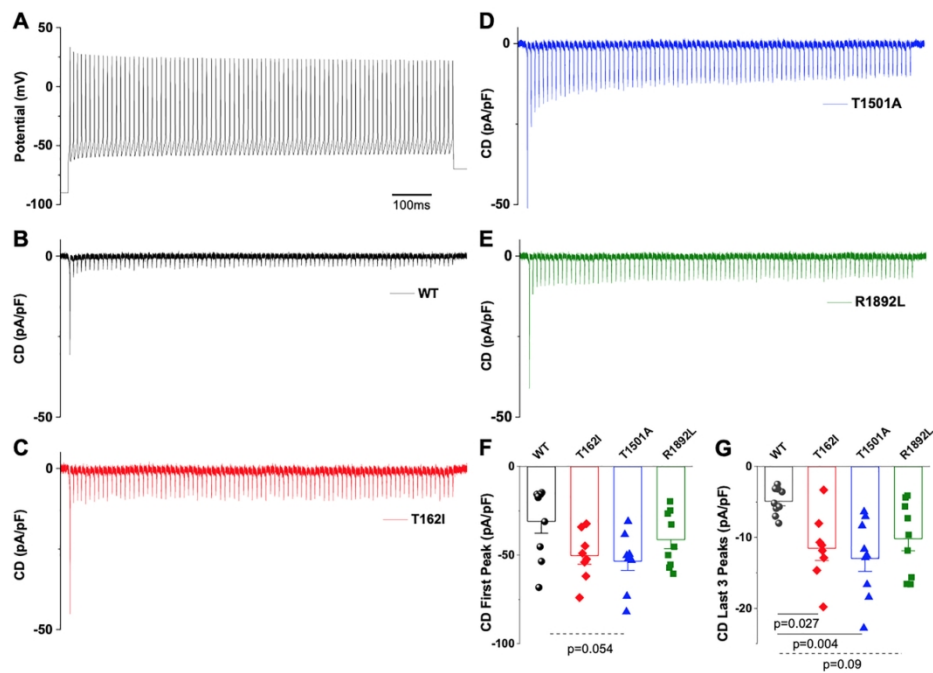 A
50
0
-50
-100
Potential (mV)
100ms
B
0
-50
CD (pA/pF)
WT
C
0
-50
CD (pA/pF)
T162I
D
0
-50
CD (pA/pF)
T1501A
E
0
-50
CD (pA/pF)
R1892L
F
WT
T162I
T1501A
R1892L
0
-50
-100
CD First Peak (pA/pF)
p=0.054
G
WT
T162I
T1501A
R1892L
0
-5
-10
-15
-20
CD Last 3 Peaks (pA/pF)
p=0.027
p=0.004
p=0.09